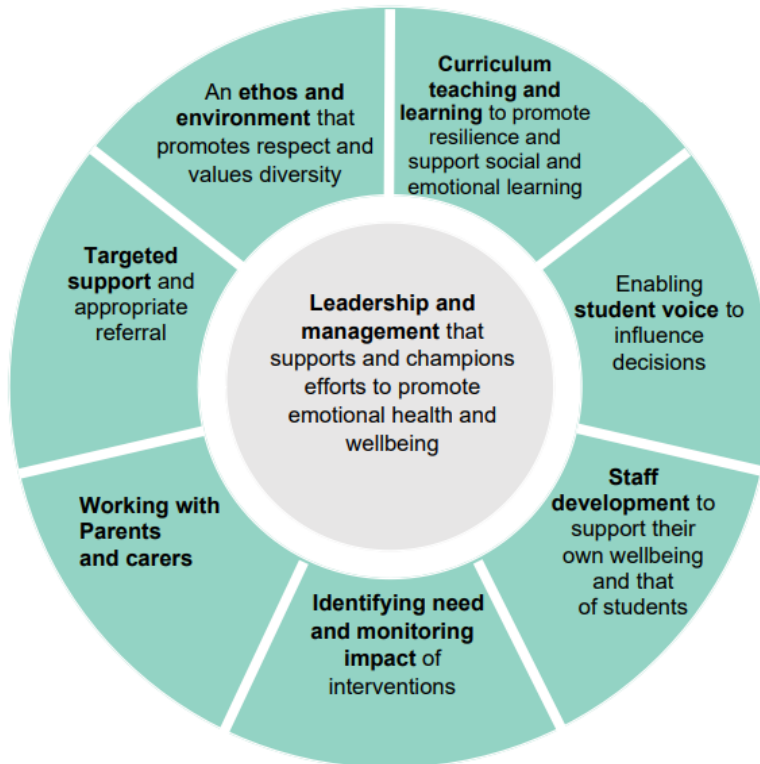 An ethos and
environment that
promotes respect and
values diversity
Curriculum
teaching and
learning to promote
resilience and
support social and
emotional learning
Enabling
student voice to
influence
decisions
Staff
development to
support their
own wellbeing
and that
of students
Identifying need
and monitoring
impact of
interventions
Working with
Parents
and carers
Targeted
support and
appropriate
referral
Leadership and
management that
supports and champions
efforts to promote
emotional health and
wellbeing